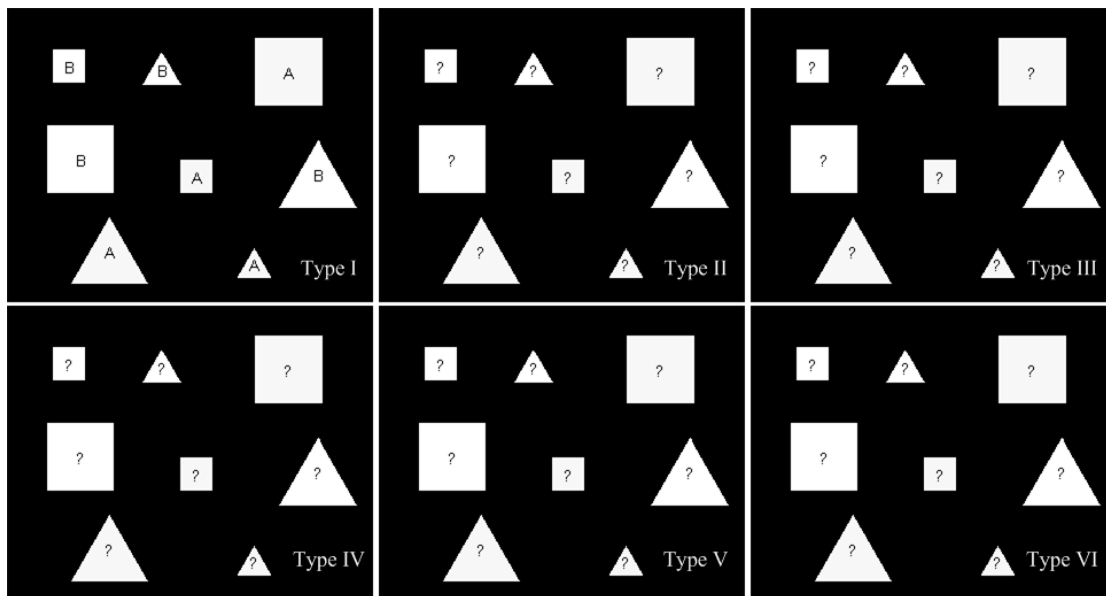 B B A
B A B
A A Type I
? ? ?
? ? ?
? ? Type II
? ? ?
? ? ?
? ? Type III
? ? ?
? ? ?
? ? Type IV
? ? ?
? ? ?
? ? Type V
? ? ?
? ? ?
? ? Type VI